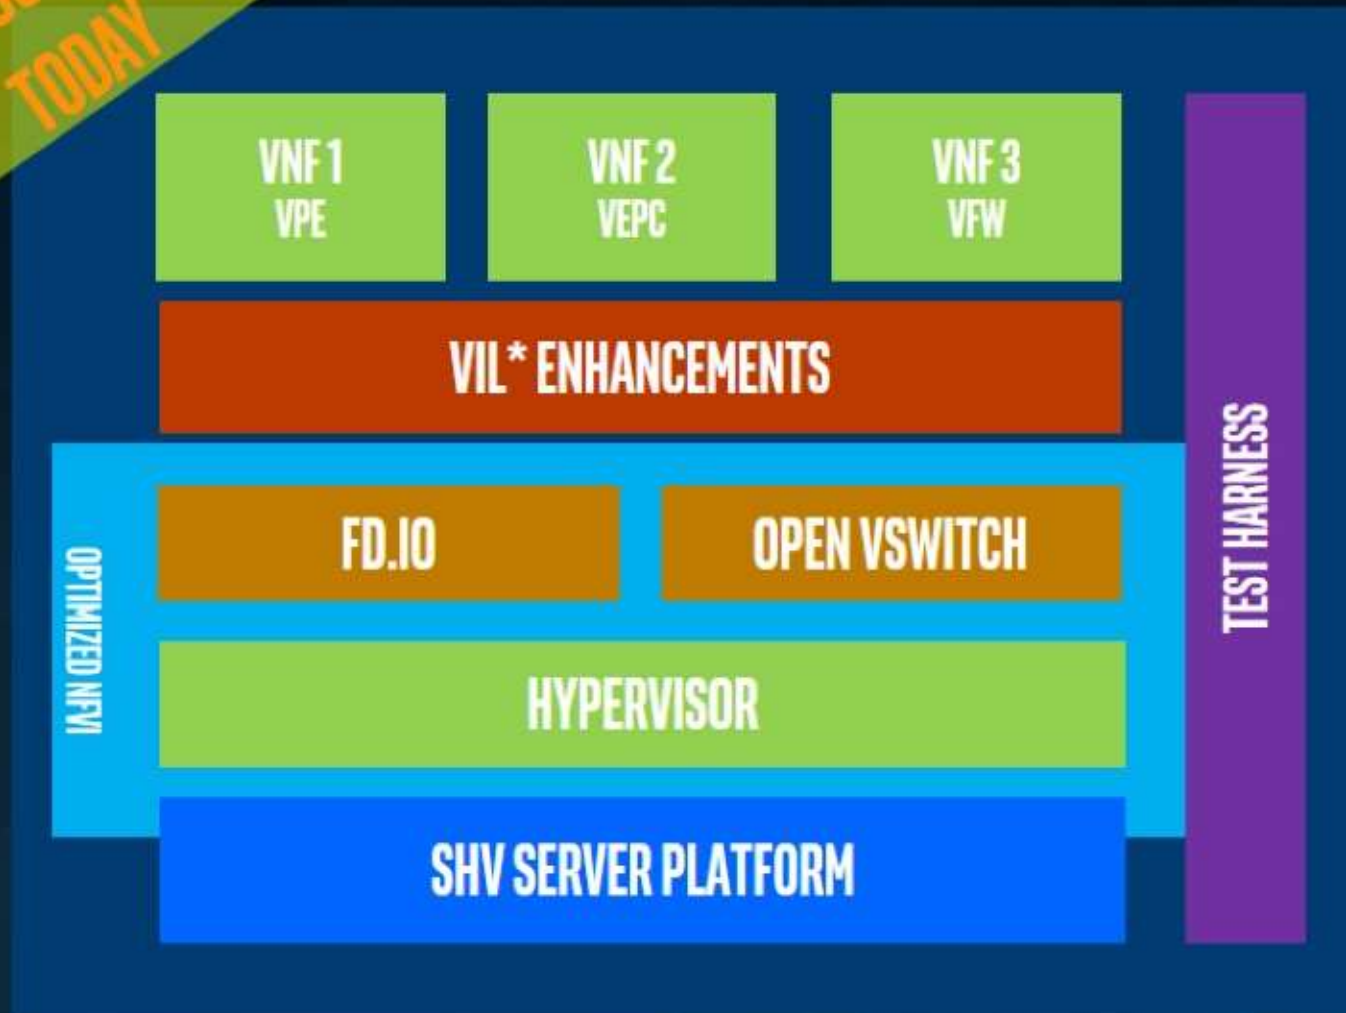 TODAY
VNF 1
VPE
VNF 2
VEPC
VNF 3
VFW
VIL* ENHANCEMENTS
FD.IO
OPEN VSWITCH
OPTIMIZED NFVI
HYPERVISOR
SHV SERVER PLATFORM
TEST HARNESS